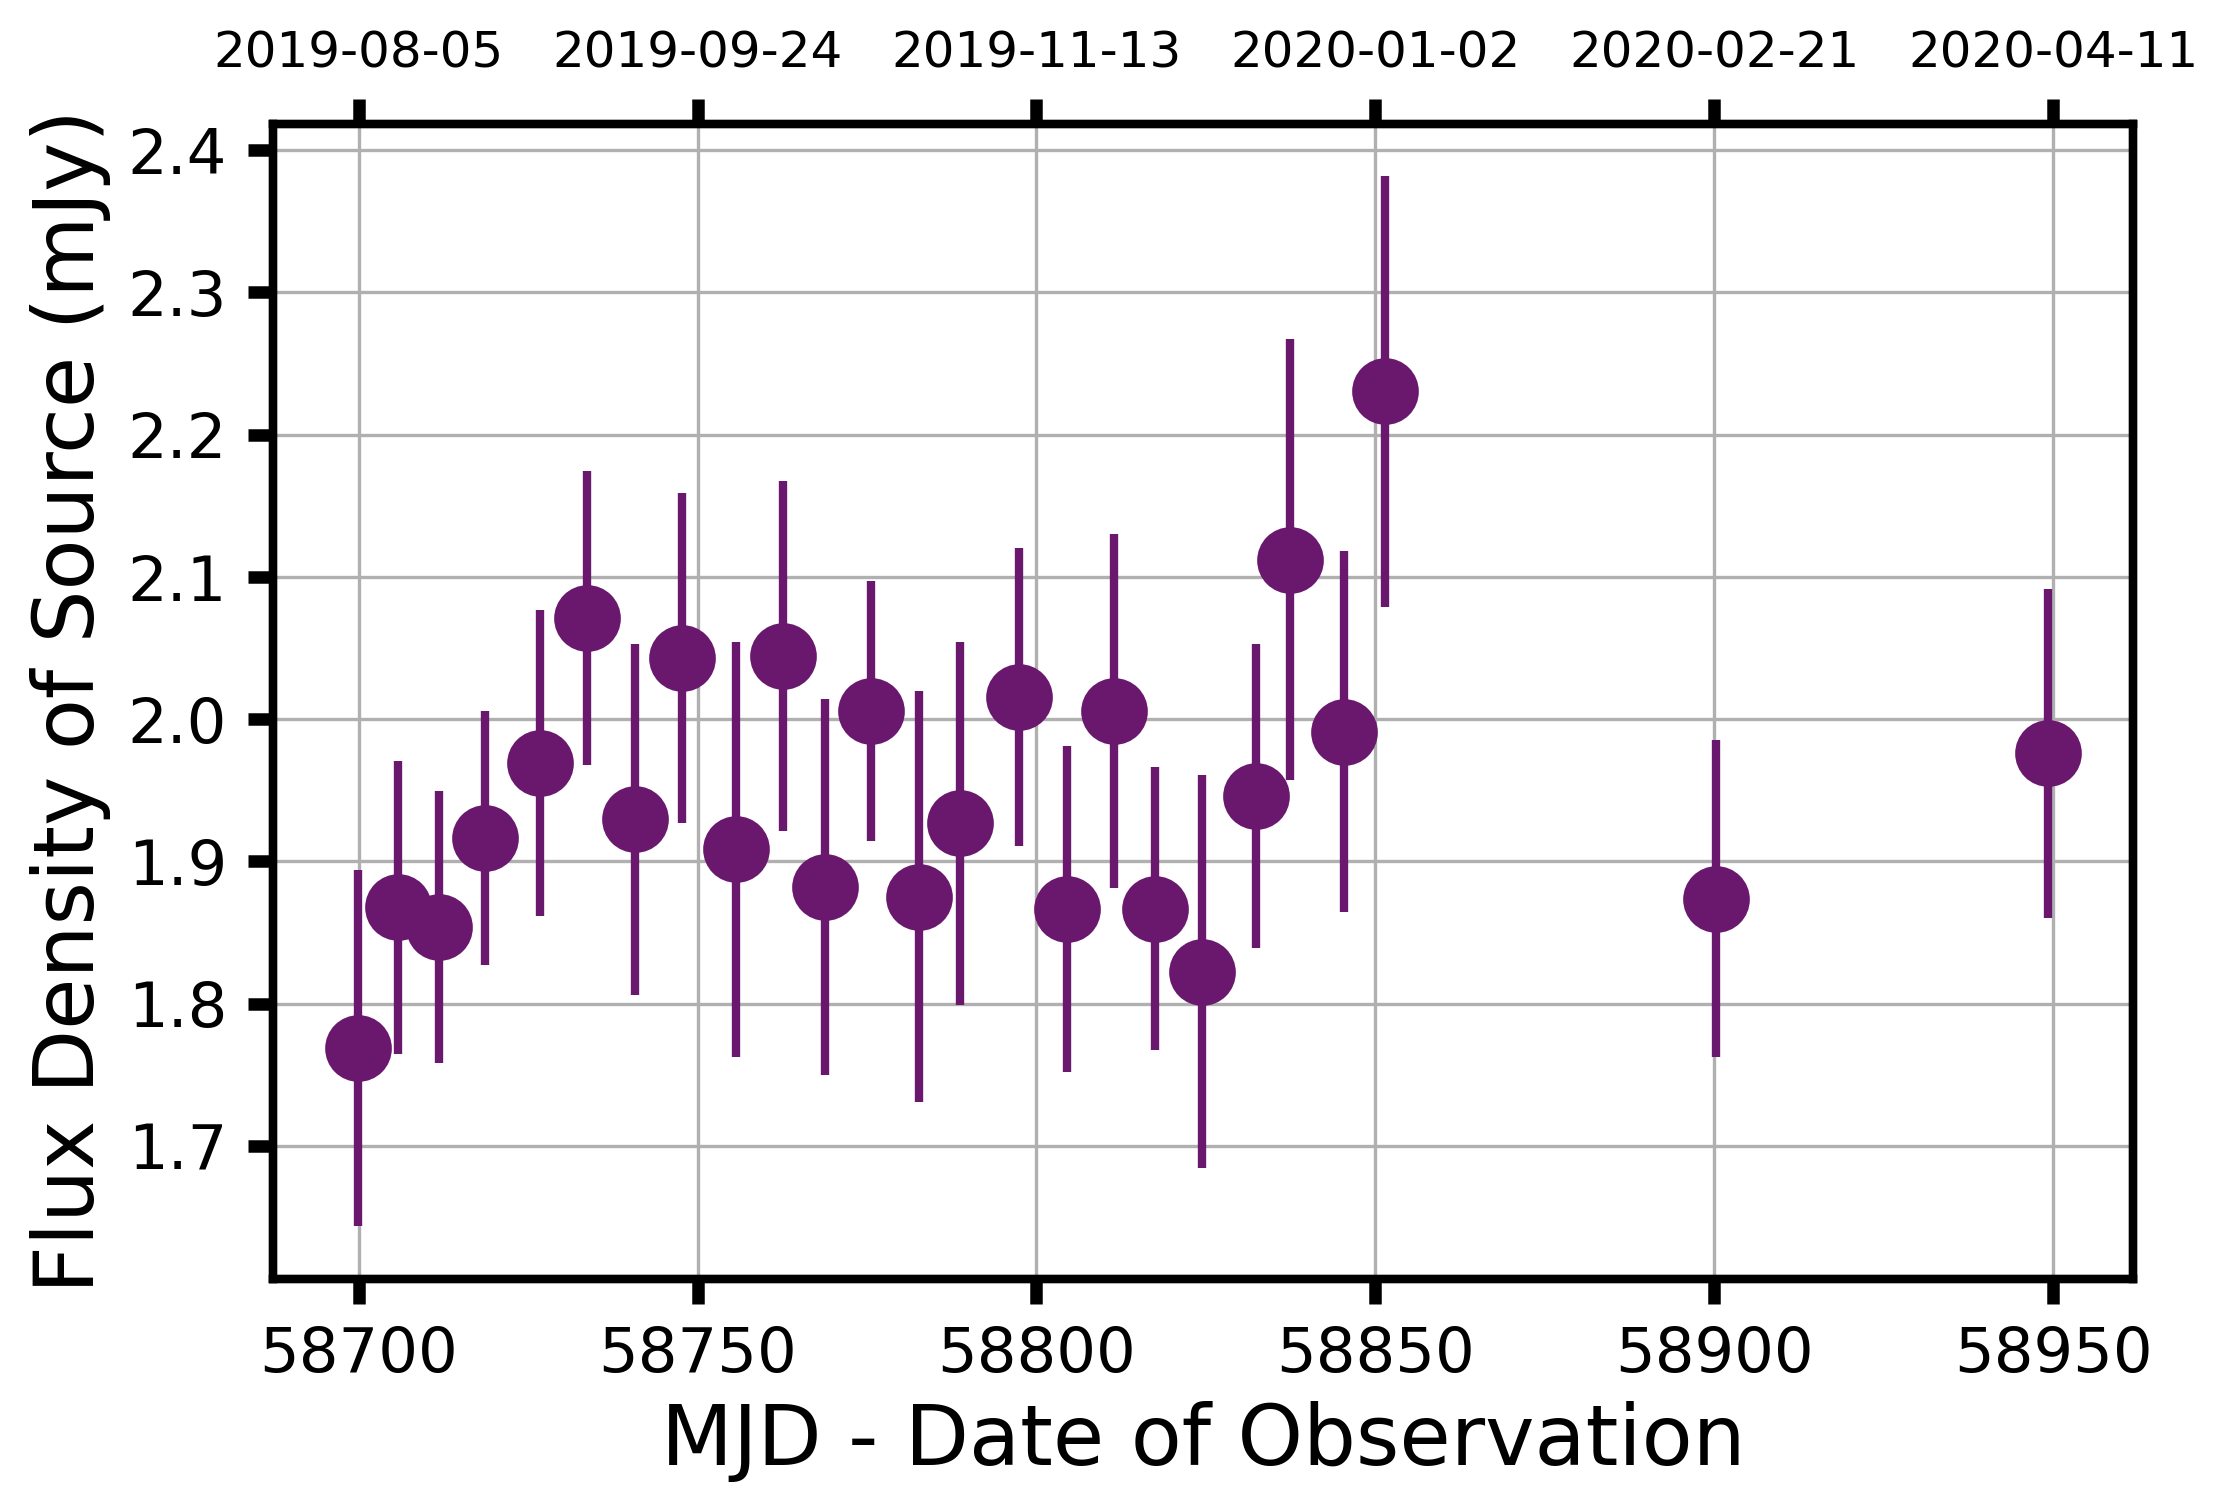 2019-08-05 2019-09-24 2019-11-13 2020-01-02 2020-02-21 2020-04-11
Flux Density of Source (mJy)
2.4
2.3
2.2
2.1
2.0
1.9
1.8
1.7
58700 58750 58800 58850 58900 58950
MJD - Date of Observation